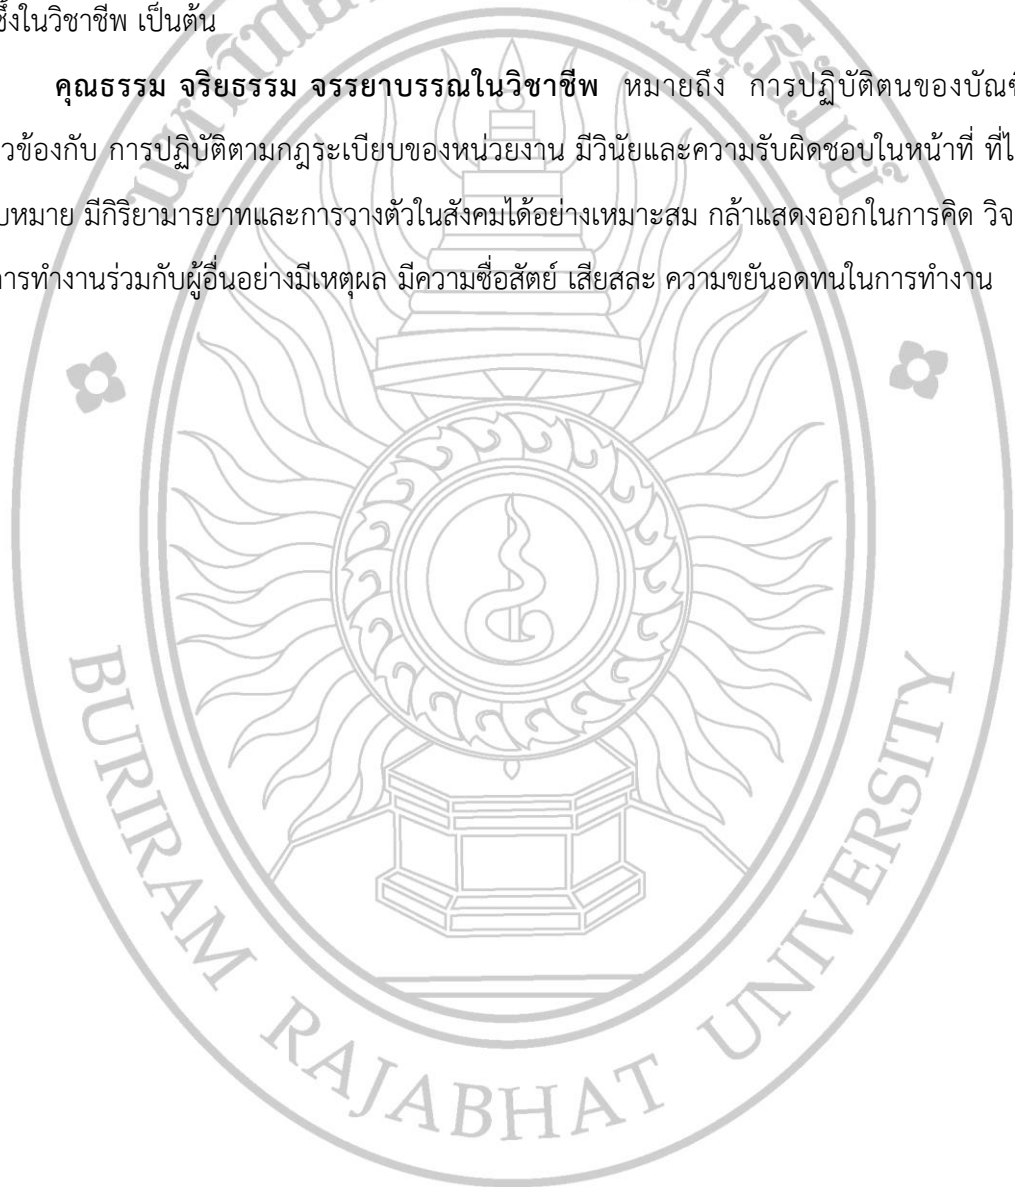 ซึ้งในวิชาชีพ เป็นต้น
คุณธรรม จริยธรรม จรรยาบรรณในวิชาชีพ หมายถึง การปฏิบัติตนของบัณฑิ
วข้องกับ การปฏิบัติตามกฎระเบียบของหน่วยงาน มีวินัยและความรับผิดชอบในหน้าที่ ที่ไ
บหมาย มีกิริยามารยาทและการวางตัวในสังคมได้อย่างเหมาะสม กล้าแสดงออกในการคิด วิจ
การทำงานร่วมกับผู้อื่นอย่างมีเหตุผล มีความซื่อสัตย์ เสียสละ ความขยันอดทนในการทำงาน
BURIRAM RAJABHAT UNIVERSITY